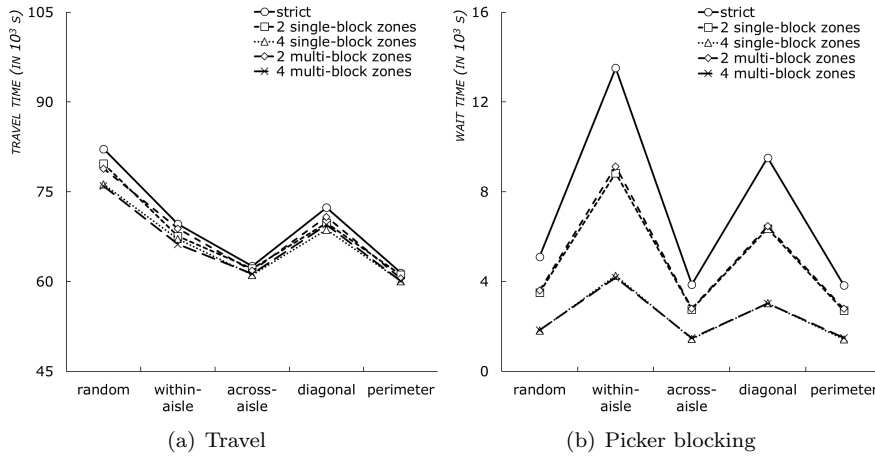 105
90
75
60
45
TRAVEL TIME (IN 10³ s)
strict
2 single-block zones
4 single-block zones
2 multi-block zones
4 multi-block zones
random within-aisle across-aisle diagonal perimeter
(a) Travel
16
12
8
4
0
WAIT TIME (IN 10³ s)
strict
2 single-block zones
4 single-block zones
2 multi-block zones
4 multi-block zones
random within-aisle across-aisle diagonal perimeter
(b) Picker blocking